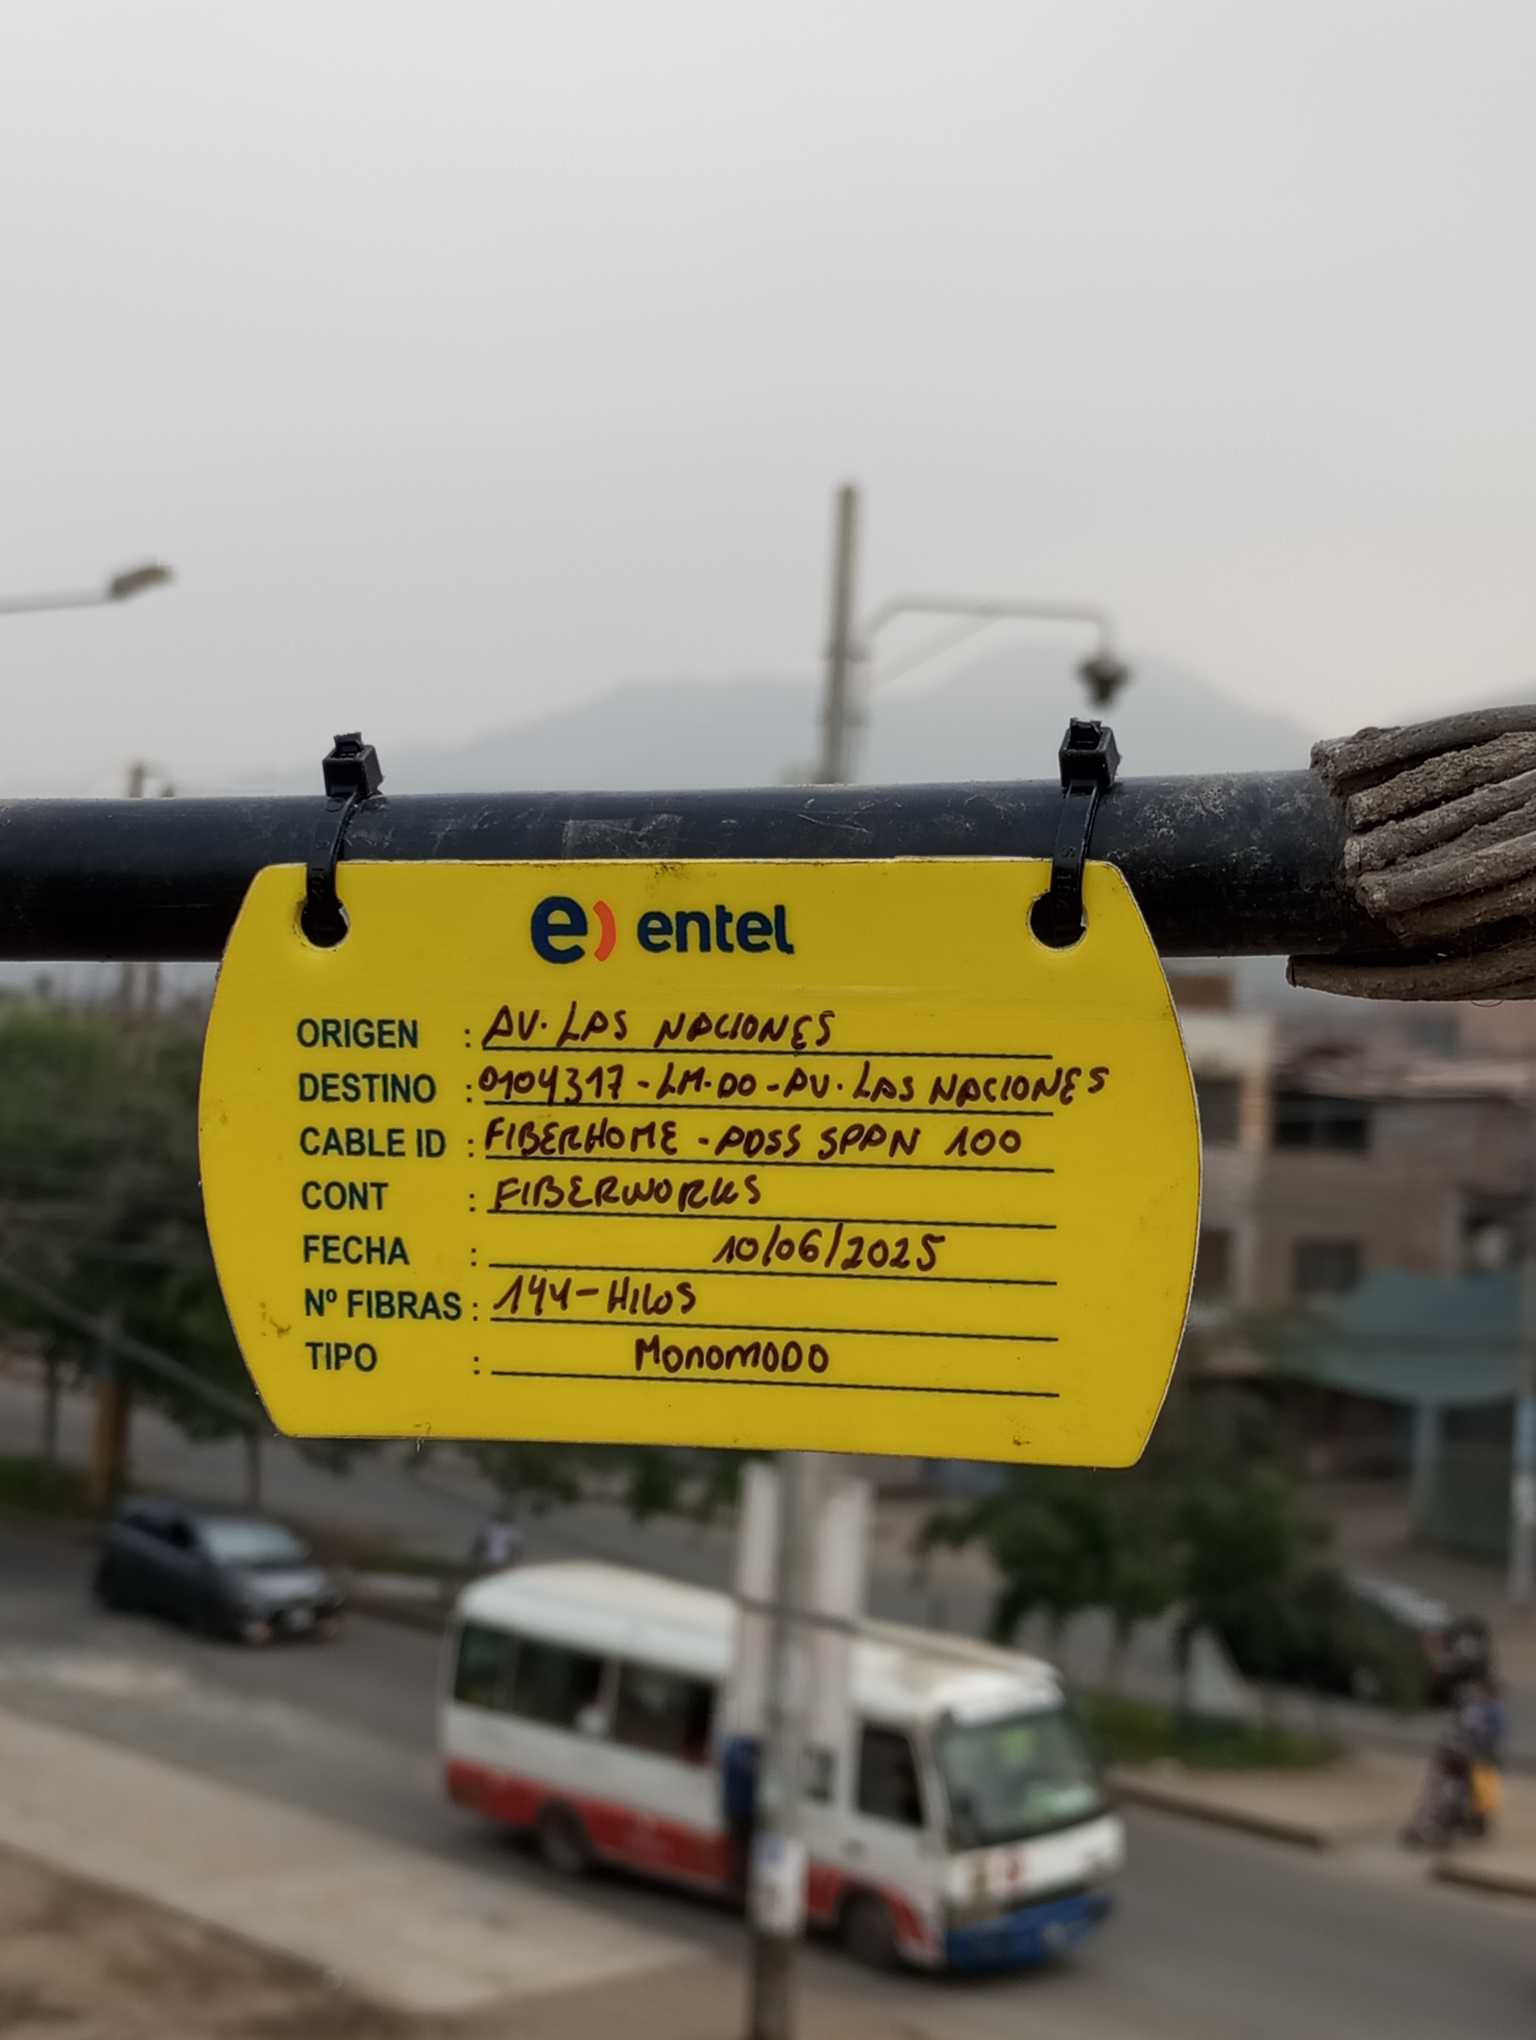 e) entel
ORIGEN : AV. LAS NACIONES
DESTINO : 0104317-LM.DO-AV. LAS NACIONES
CABLE ID : FIBERHOME - ADSS SPAN 100
CONT : FIBERWORKS
FECHA : 10/06/2025
Nº FIBRAS : 144-HILOS
TIPO : MONOMODO